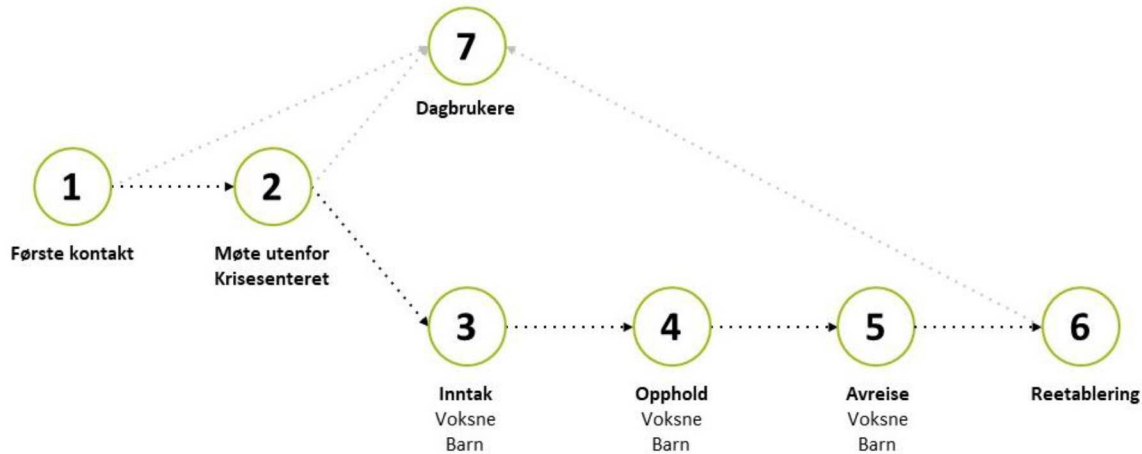 7
Dagbrukere
1
2
Første kontakt
Møte utenfor
Krisesenteret
3
4
5
6
Inntak
Voksne
Barn
Opphold
Voksne
Barn
Avreise
Voksne
Barn
Reetablering